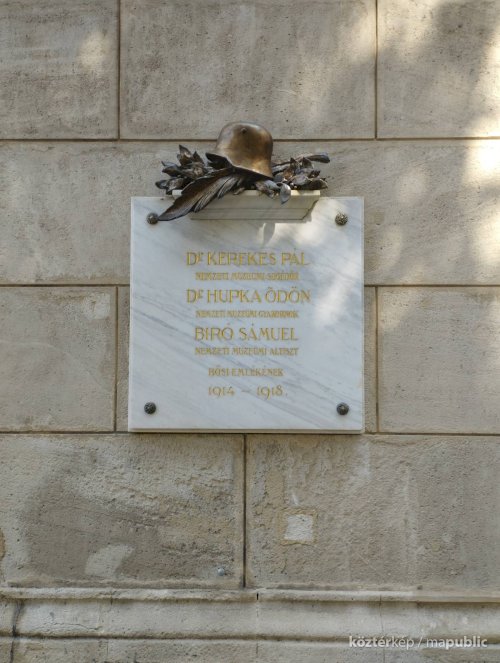 Dr KEREKES PÁL
NEMZETI MÚZEUMI SEGÉDŐR
Dr HUPKA ÖDÖN
NEMZETI MÚZEUMI GYAKORNOK
BIRÓ SÁMUEL
NEMZETI MÚZEUMI ALTISZT
HŐSI EMLÉKÉNEK
1914 – 1918.
köztérkép / mapublic